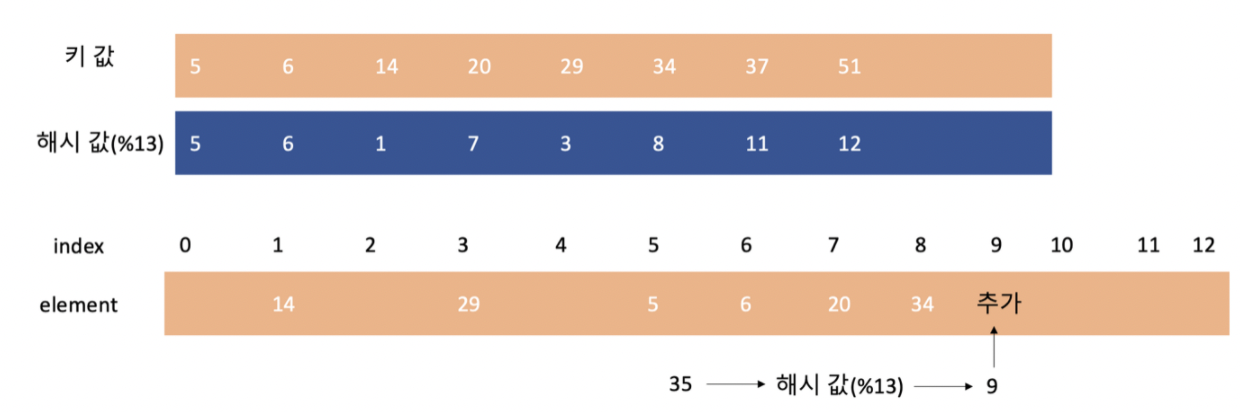 키 값 5 6 14 20 29 34 37 51
해시 값(%13) 5 6 1 7 3 8 11 12
index 0 1 2 3 4 5 6 7 8 9 10 11 12
element 14 29 5 6 20 34 추가
35 해시 값(%13) 9